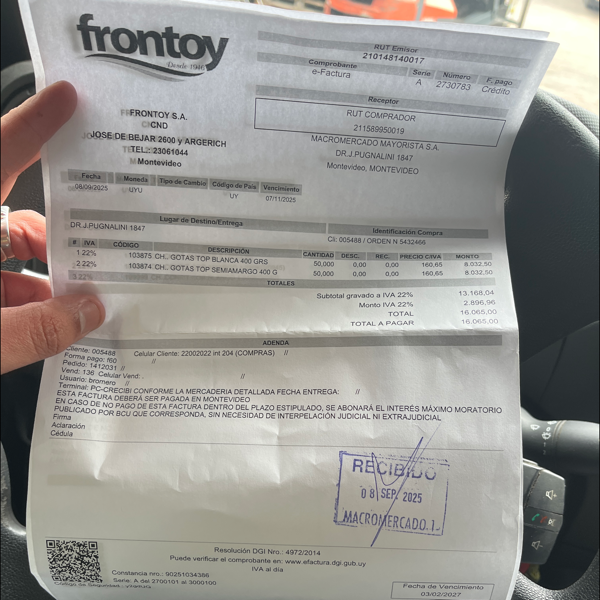 frontoy
Desde 1946
RUT Emisor
210148140017
Comprobante Serie Número F. pago
e-Factura A 2730783 Crédito
Receptor
RUT COMPRADOR
211589950019
MACROMERCADO MAYORISTA S.A.
DR.J.PUGNALINI 1847
Montevideo, MONTEVIDEO
FRONTOY S.A.
CND
JOSE DE BEJAR 2600 y ARGERICH
TEL.: 23061044
Montevideo
Fecha Moneda Tipo de Cambio Código de País Vencimiento
08/09/2025 UYU UY 07/11/2025
Lugar de Destino/Entrega Identificación Compra
DR.J.PUGNALINI 1847 CI: 005488 / ORDEN N.5432466
# IVA CÓDIGO DESCRIPCIÓN CANTIDAD DESC. REC. PRECIO C/IVA MONTO
1 22% 103875 CH.. GOTAS TOP BLANCA 400 GRS 50,000 0,00 0,00 160,65 8.032,50
2 22% 103874 CH.. GOTAS TOP SEMIAMARGO 400 G 50,000 0,00 0,00 160,65 8.032,50
TOTALES
Subtotal gravado a IVA 22% 13.168,04
Monto IVA 22% 2.896,96
TOTAL 16.065,00
TOTAL A PAGAR 16.065,00
ADENDA
Cliente: 005488 Celular Cliente: 22002022 int 204 (COMPRAS) //
Forma pago: f60 //
Pedido: 1412031 //
Vend: 136 Celular Vend: . //
Usuario: bromero //
Terminal: PC-CRECIBI CONFORME LA MERCADERIA DETALLADA FECHA ENTREGA: //
ESTA FACTURA DEBERÁ SER PAGADA EN MONTEVIDEO
EN CASO DE NO PAGO DE ESTA FACTURA DENTRO DEL PLAZO ESTIPULADO, SE ABONARÁ EL INTERÉS MÁXIMO MORATORIO
PUBLICADO POR BCU QUE CORRESPONDA, SIN NECESIDAD DE INTERPELACIÓN JUDICIAL NI EXTRAJUDICIAL
Firma
Aclaración
Cédula
RECIBIDO
08 SEP. 2025
MACROMERCADO.1-
Resolución DGI Nro.: 4972/2014
Puede verificar el comprobante en: www.efactura.dgi.gub.uy
IVA al día
Constancia nro.: 90251034386
Serie: A del 2700101 al 3000100
Código de Seguridad:
Fecha de Vencimiento
03/02/2027